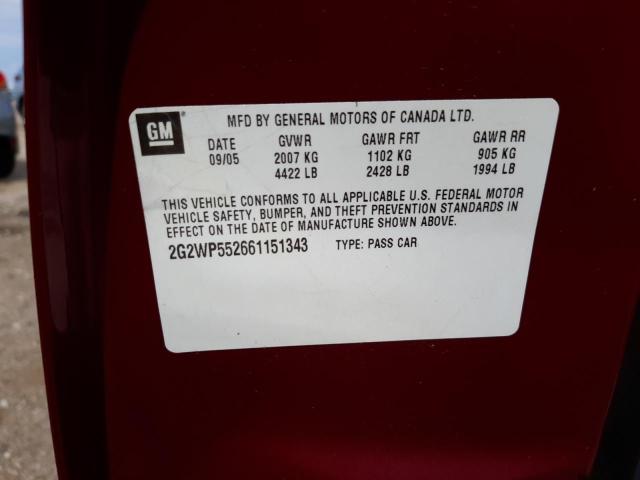 GM
MFD BY GENERAL MOTORS OF CANADA LTD.
DATE GVWR GAWR FRT GAWR RR
09/05 2007 KG 1102 KG 905 KG
4422 LB 2428 LB 1994 LB
THIS VEHICLE CONFORMS TO ALL APPLICABLE U.S. FEDERAL MOTOR
VEHICLE SAFETY, BUMPER, AND THEFT PREVENTION STANDARDS IN
EFFECT ON THE DATE OF MANUFACTURE SHOWN ABOVE.
2G2WP552661151343 TYPE: PASS CAR